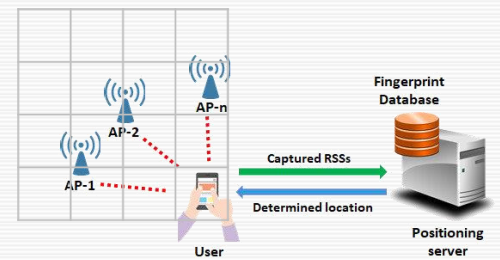 AP-n
AP-2
AP-1
User
Captured RSSs
Determined location
Fingerprint
Database
Positioning
server